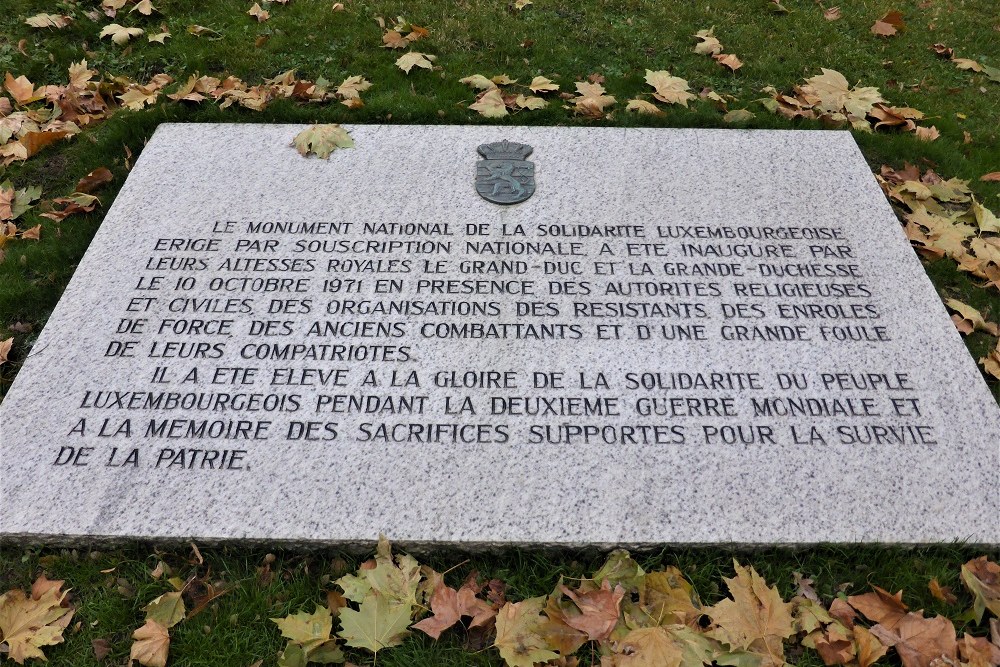 LE MONUMENT NATIONAL DE LA SOLIDARITE LUXEMBOURGEOISE,
ERIGE PAR SOUSCRIPTION NATIONALE, A ETE INAUGURE PAR
LEURS ALTESSES ROYALES LE GRAND-DUC ET LA GRANDE-DUCHESSE
LE 10 OCTOBRE 1971 EN PRESENCE DES AUTORITES RELIGIEUSES
ET CIVILES, DES ORGANISATIONS DES RESISTANTS, DES ENROLES
DE FORCE, DES ANCIENS COMBATTANTS ET D'UNE GRANDE FOULE
DE LEURS COMPATRIOTES.
IL A ETE ELEVE A LA GLOIRE DE LA SOLIDARITE DU PEUPLE
LUXEMBOURGEOIS PENDANT LA DEUXIEME GUERRE MONDIALE ET
A LA MEMOIRE DES SACRIFICES SUPPORTES POUR LA SURVIE
DE LA PATRIE.